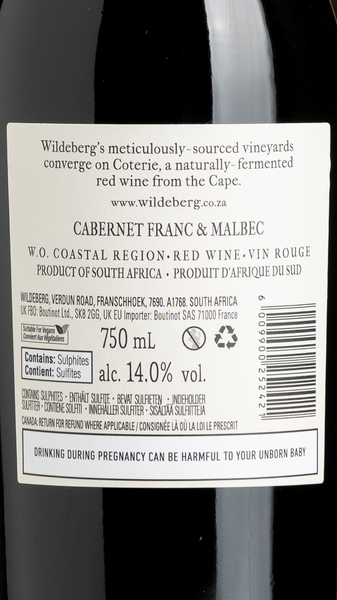 Wildeberg's meticulously-sourced vineyards
converge on Coterie, a naturally-fermented
red wine from the Cape.
www.wildeberg.co.za
CABERNET FRANC & MALBEC
W.O. COASTAL REGION • RED WINE • VIN ROUGE
PRODUCT OF SOUTH AFRICA • PRODUIT D'AFRIQUE DU SUD
WILDEBERG, VERDUN ROAD, FRANSCHHOEK, 7690. A1768. SOUTH AFRICA
UK FBO: Boutinot Ltd., SK8 2GG, UK EU Importer: Boutinot SAS 71000 France
Suitable For Vegans
Convient Aux Végétaliens
750 mL
Contains: Sulphites
Contient: Sulfites
alc. 14.0% vol.
CONTAINS SULPHITES • ENTHÄLT SULFITE • BEVAT SULFIETEN • INDEHOLDER
SULFITTER • CONTIENE SOLFITI • INNEHÅLLER SULFITER • SISÄLTÄÄ SULFIITTEJA
CANADA: RETURN FOR REFUND WHERE APPLICABLE / CONSIGNÉE LÀ OÙ LA LOI LE PRESCRIT
DRINKING DURING PREGNANCY CAN BE HARMFUL TO YOUR UNBORN BABY